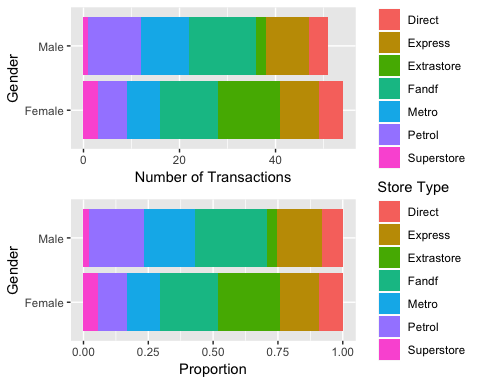 Gender
Male
Female
0
20
40
Number of Transactions
Direct
Express
Extrastore
Fandf
Metro
Petrol
Superstore
Store Type
Gender
Male
Female
0.00
0.25
0.50
0.75
1.00
Proportion
Direct
Express
Extrastore
Fandf
Metro
Petrol
Superstore